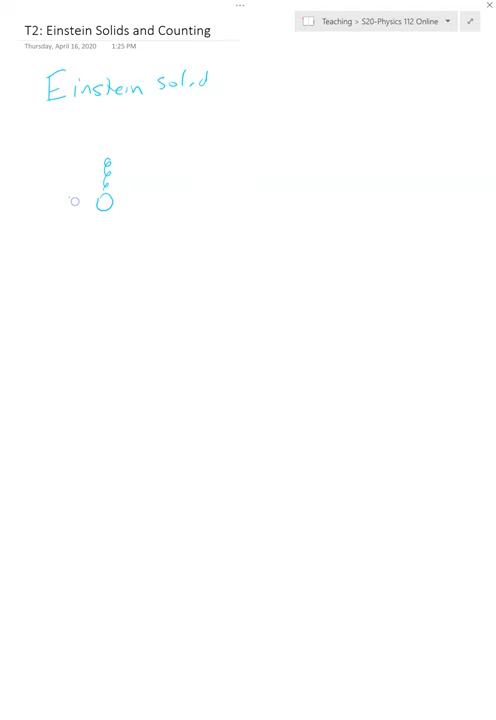 Teaching > S20-Physics 112 Online
T2: Einstein Solids and Counting
Thursday, April 16, 2020 1:25 PM
Einstein solid